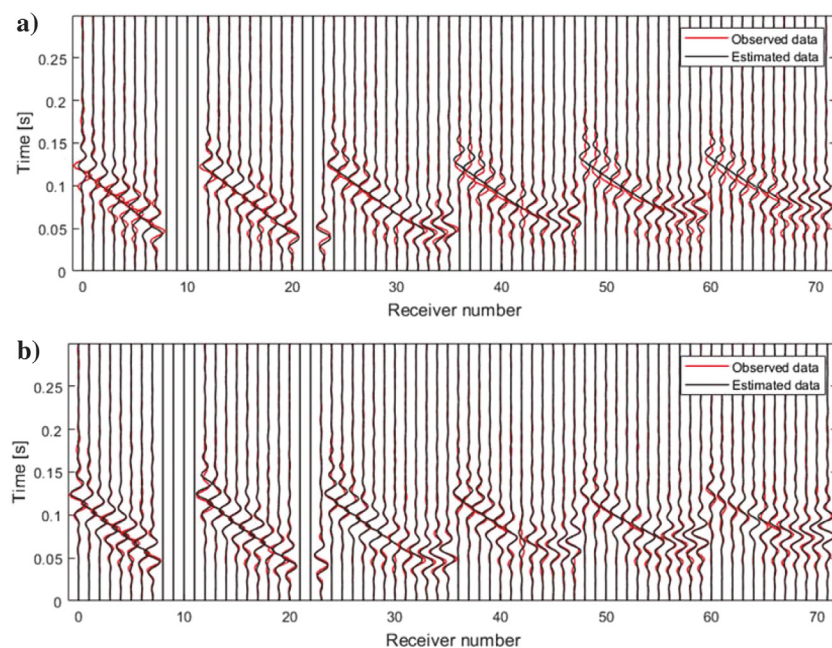 a)
Observed data
Estimated data
0.25
0.2
0.15
0.1
0.05
0
Time [s]
0 10 20 30 40 50 60 70
Receiver number
b)
Observed data
Estimated data
0.25
0.2
0.15
0.1
0.05
0
Time [s]
0 10 20 30 40 50 60 70
Receiver number